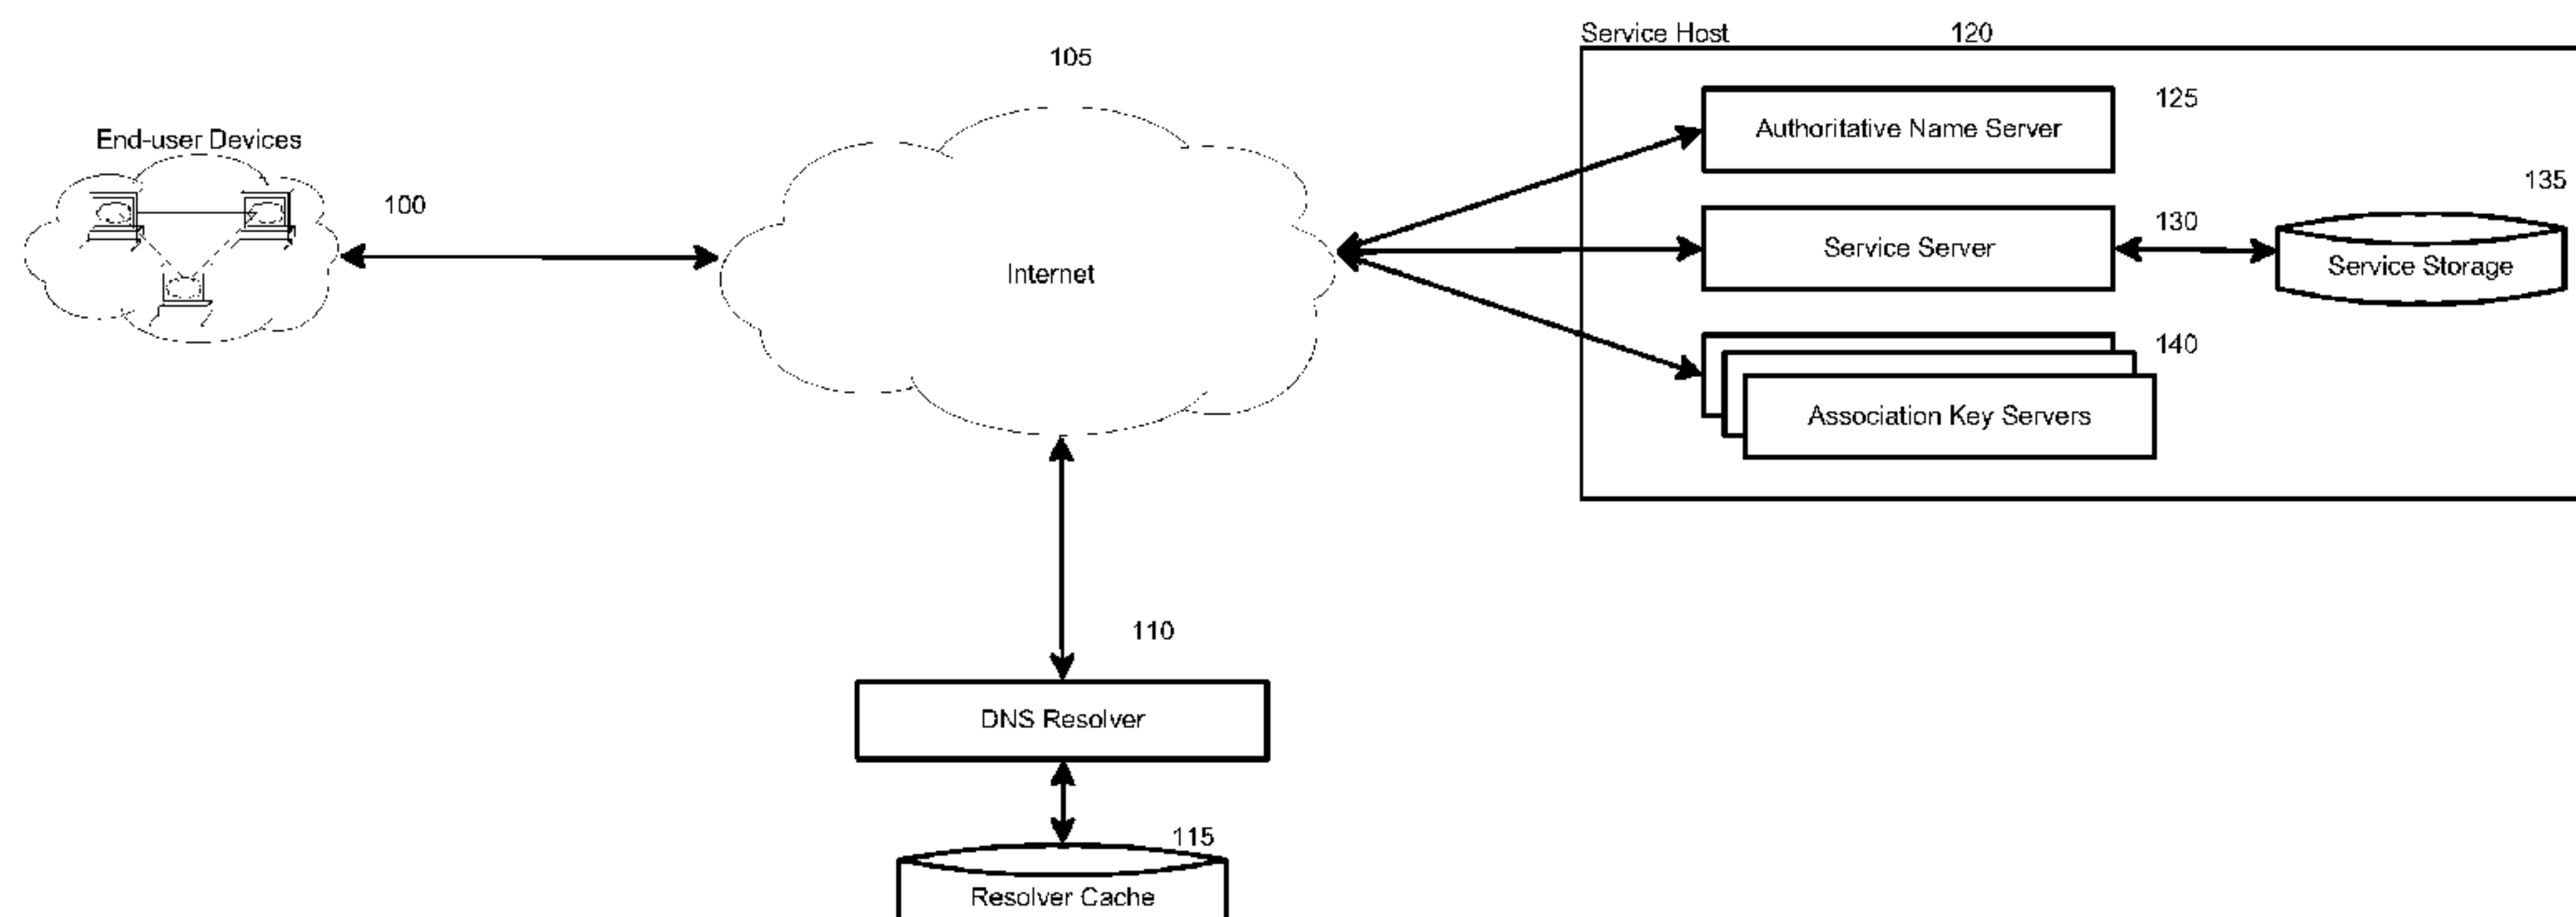 Service Host 120
105
125
Authoritative Name Server
End-user Devices
135
100
130
Service Server
Service Storage
Internet
140
Association Key Servers
110
DNS Resolver
115
Resolver Cache